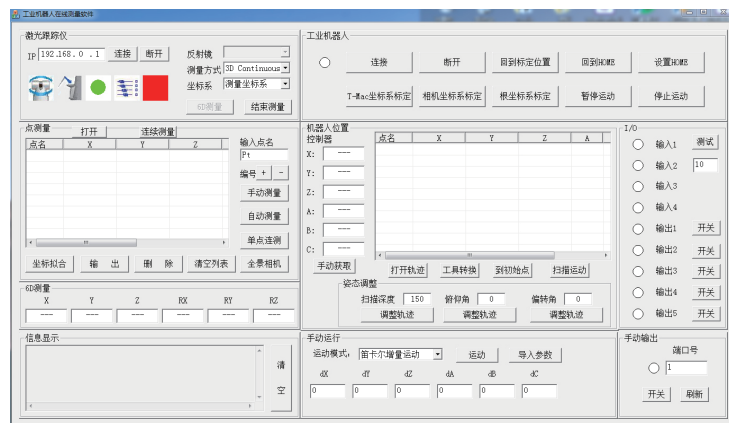 工业机器人在线测量软件
激光跟踪仪
IP 192.168. 0 . 1 连接 断开 反射镜
测量方式 3D Continuous
坐标系 测量坐标系
6D测量 结束测量
工业机器人
连接 断开 回到标定位置 回到HOME 设置HOME
T-Mac坐标系标定 相机坐标系标定 根坐标系标定 暂停运动 停止运动
点测量 打开 连续测量
点名 X Y Z
输入点名
Pt
编号 + -
手动测量
自动测量
单点连测
坐标拟合 输 出 删 除 清空列表 全景相机
机器人位置
控制器
X: ---
Y: ---
Z: ---
A: ---
B: ---
C: ---
手动获取
点名 X Y Z A
打开轨迹 工具转换 到初始点 扫描运动
姿态调整
扫描深度 150 俯仰角 0 偏转角 0
调整轨迹 调整轨迹 调整轨迹
I/O
输入1 测试
输入2 10
输入3
输入4
输出1 开关
输出2 开关
输出3 开关
输出4 开关
输出5 开关
6D测量
X Y Z RX RY RZ
--- --- --- --- --- ---
信息显示
清
空
手动运行
运动模式: 笛卡尔增量运动 运动 导入参数
dX dY dZ dA dB dC
0 0 0 0 0 0
手动输出
端口号
1
开关 刷新